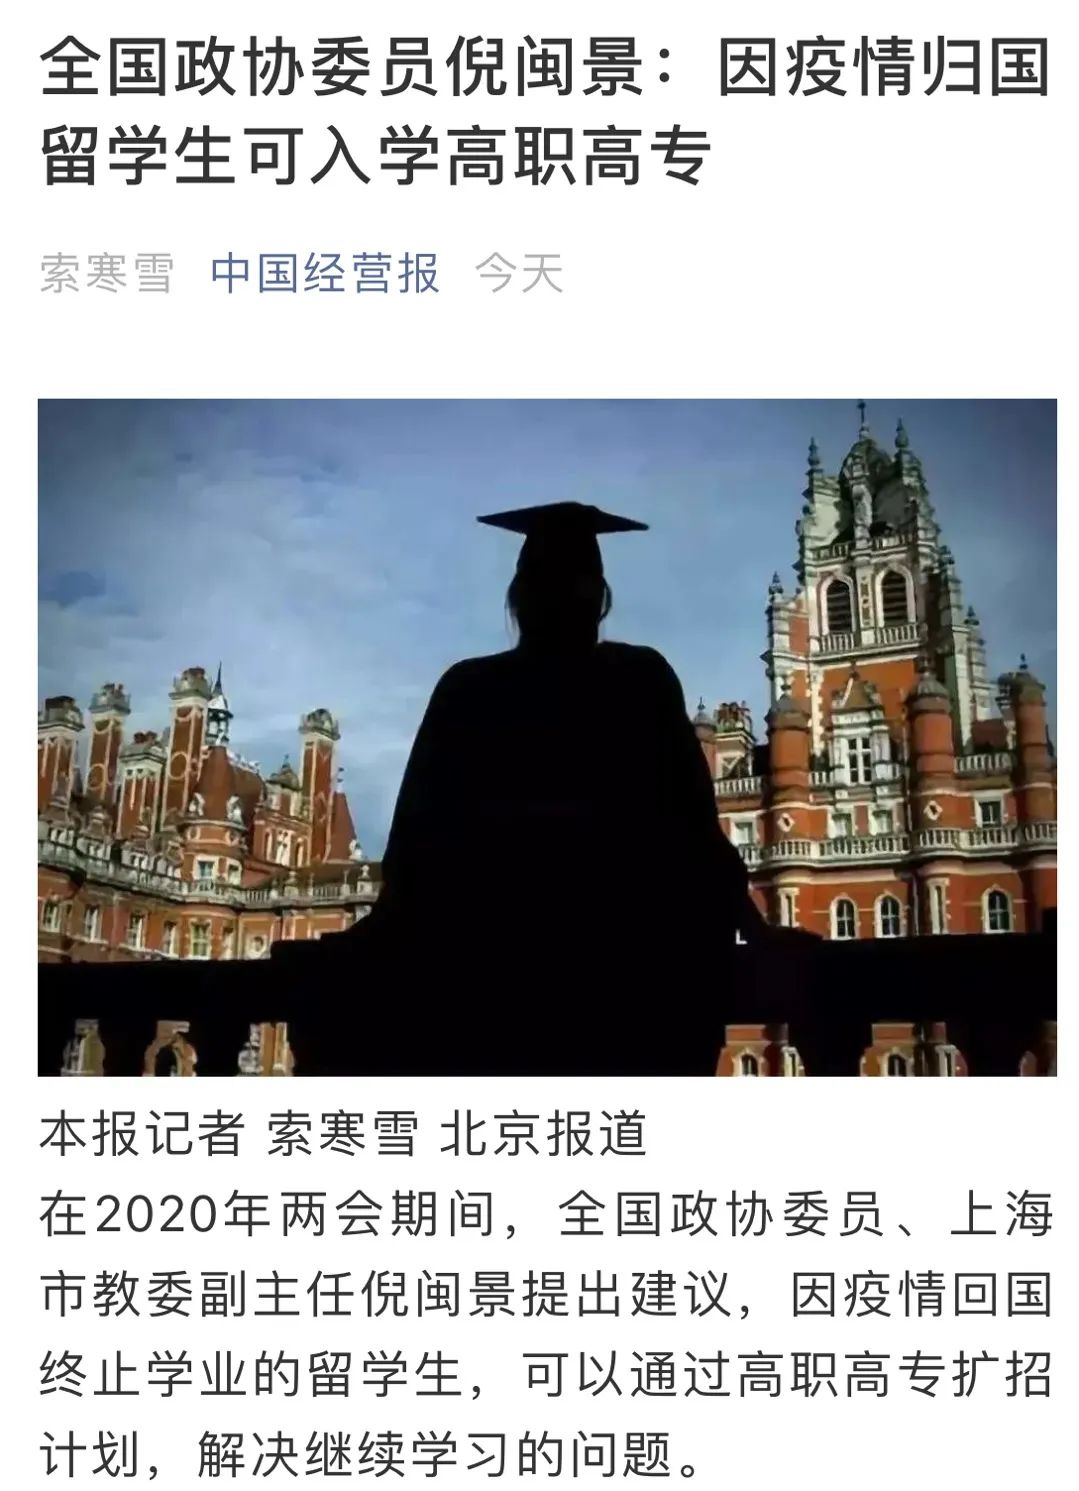 全国政协委员倪闽景：因疫情归国
留学生可入学高职高专
索寒雪 中国经营报 今天
本报记者 索寒雪 北京报道
在2020年两会期间，全国政协委员、上海
市教委副主任倪闽景提出建议，因疫情回国
终止学业的留学生，可以通过高职高专扩招
计划，解决继续学习的问题。